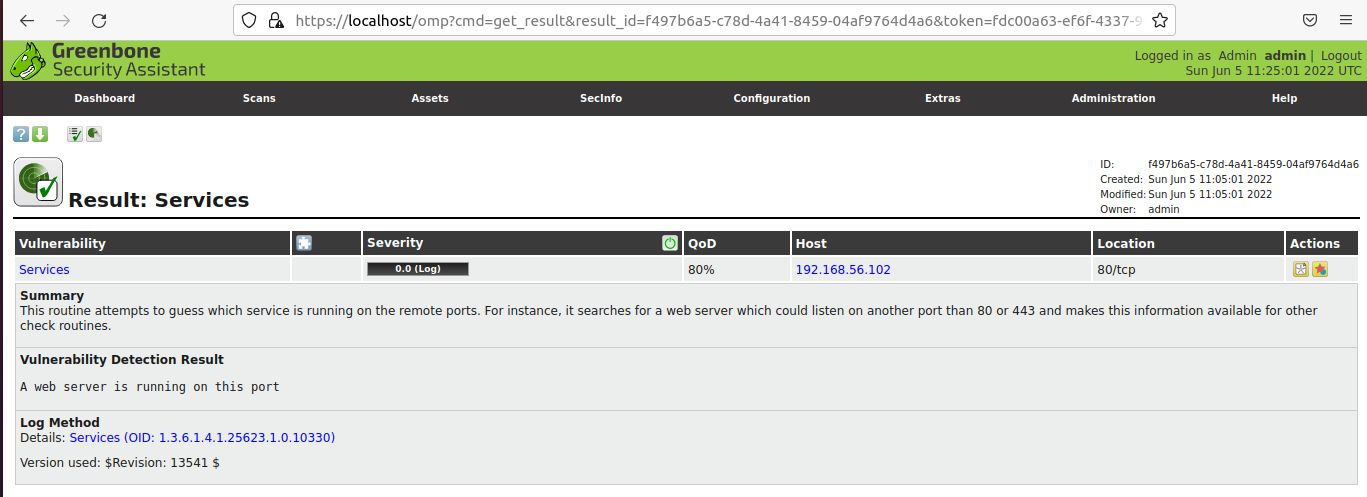 https://localhost/omp?cmd=get_result&result_id=f497b6a5-c78d-4a41-8459-04af9764d4a6&token=fdc00a63-ef6f-4337-9
Greenbone
Security Assistant
Logged in as Admin admin | Logout
Sun Jun 5 11:25:01 2022 UTC
Dashboard Scans Assets SecInfo Configuration Extras Administration Help
?
Result: Services
ID: f497b6a5-c78d-4a41-8459-04af9764d4a6
Created: Sun Jun 5 11:05:01 2022
Modified: Sun Jun 5 11:05:01 2022
Owner: admin
Vulnerability Severity QoD Host Location Actions
Services 0.0 (Log) 80% 192.168.56.102 80/tcp
Summary
This routine attempts to guess which service is running on the remote ports. For instance, it searches for a web server which could listen on another port than 80 or 443 and makes this information available for other
check routines.
Vulnerability Detection Result
A web server is running on this port
Log Method
Details: Services (OID: 1.3.6.1.4.1.25623.1.0.10330)
Version used: $Revision: 13541 $